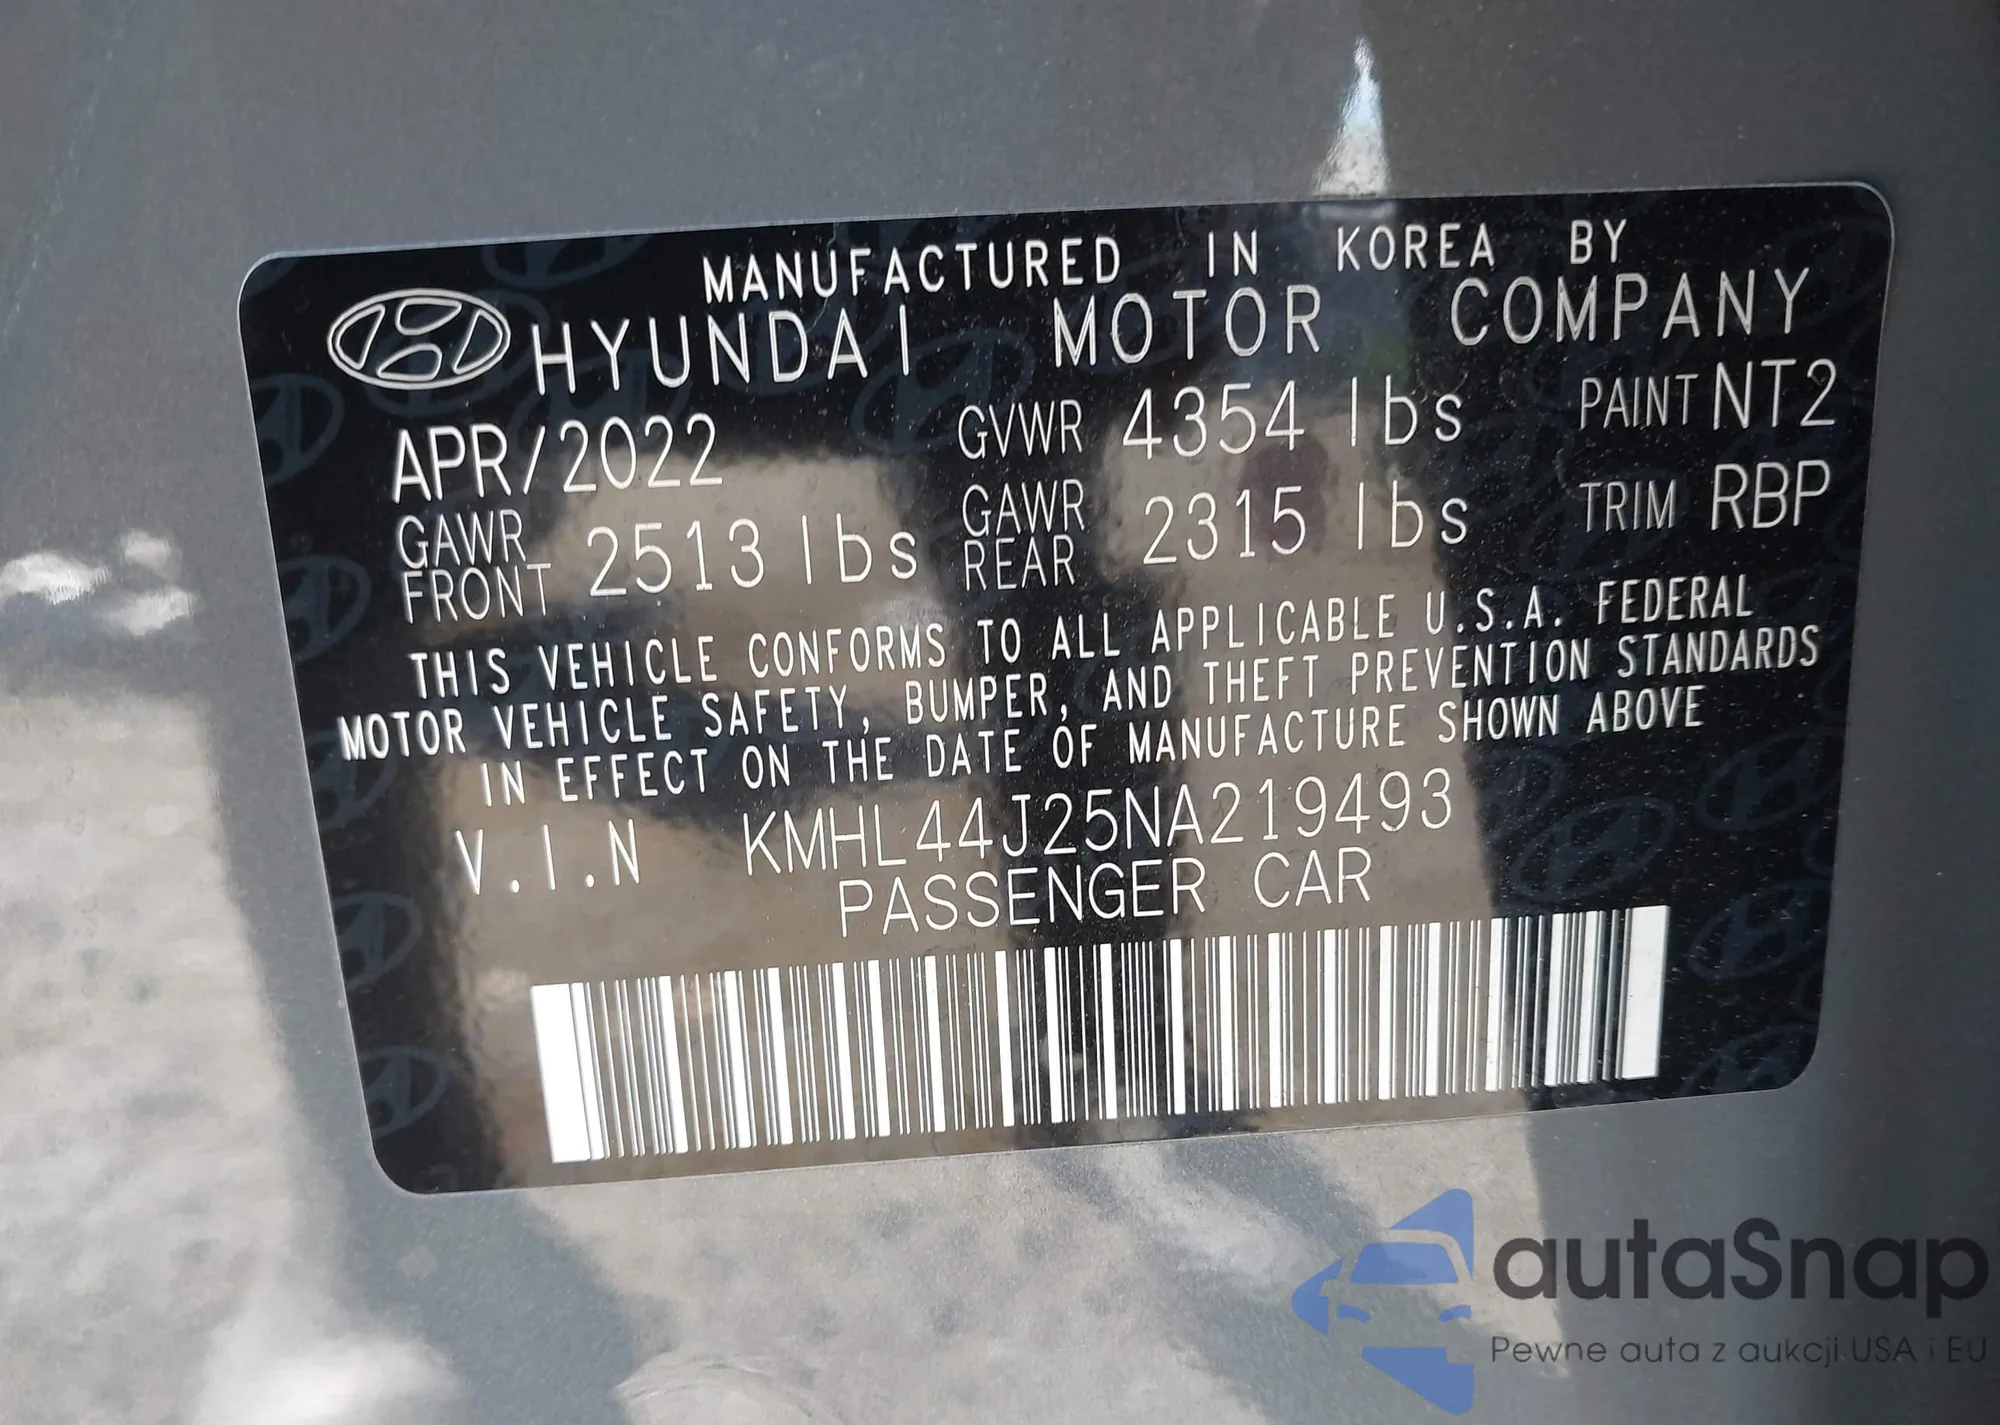 MANUFACTURED IN KOREA BY
HYUNDAI MOTOR COMPANY
APR/2022 GVWR 4354 lbs PAINT NT2
GAWR FRONT 2513 lbs GAWR REAR 2315 lbs TRIM RBP
THIS VEHICLE CONFORMS TO ALL APPLICABLE U.S.A. FEDERAL
MOTOR VEHICLE SAFETY, BUMPER, AND THEFT PREVENTION STANDARDS
IN EFFECT ON THE DATE OF MANUFACTURE SHOWN ABOVE
V.I.N KMHL44J25NA219493
PASSENGER CAR
autaSnap
Pewne auta z aukcji USA i EU